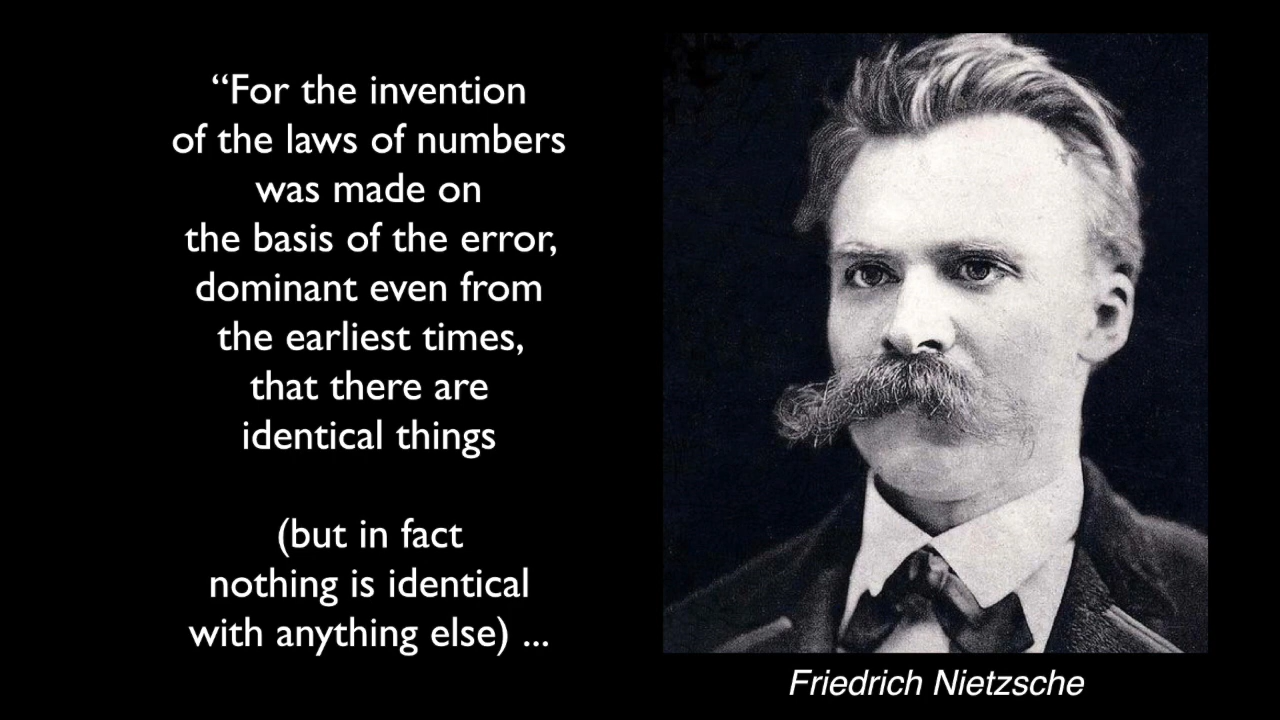 “For the invention
of the laws of numbers
was made on
the basis of the error,
dominant even from
the earliest times,
that there are
identical things
(but in fact
nothing is identical
with anything else) ...
Friedrich Nietzsche